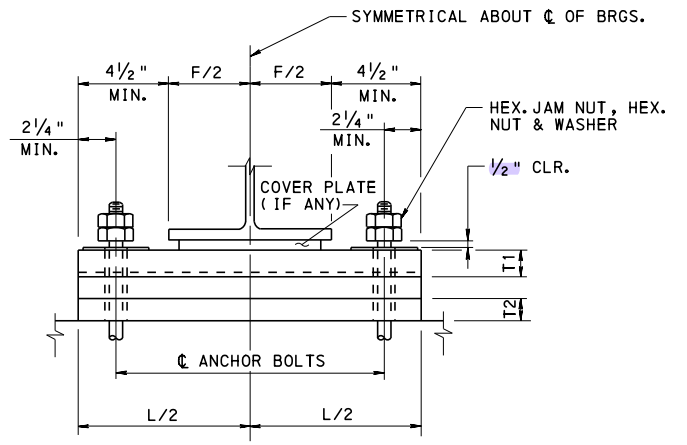 SYMMETRICAL ABOUT ℄ OF BRGS.
4½"
MIN.
F/2
F/2
4½"
MIN.
2¼"
MIN.
2¼"
MIN.
HEX. JAM NUT, HEX.
NUT & WASHER
½" CLR.
COVER PLATE
(IF ANY)
T1
T2
℄ ANCHOR BOLTS
L/2
L/2